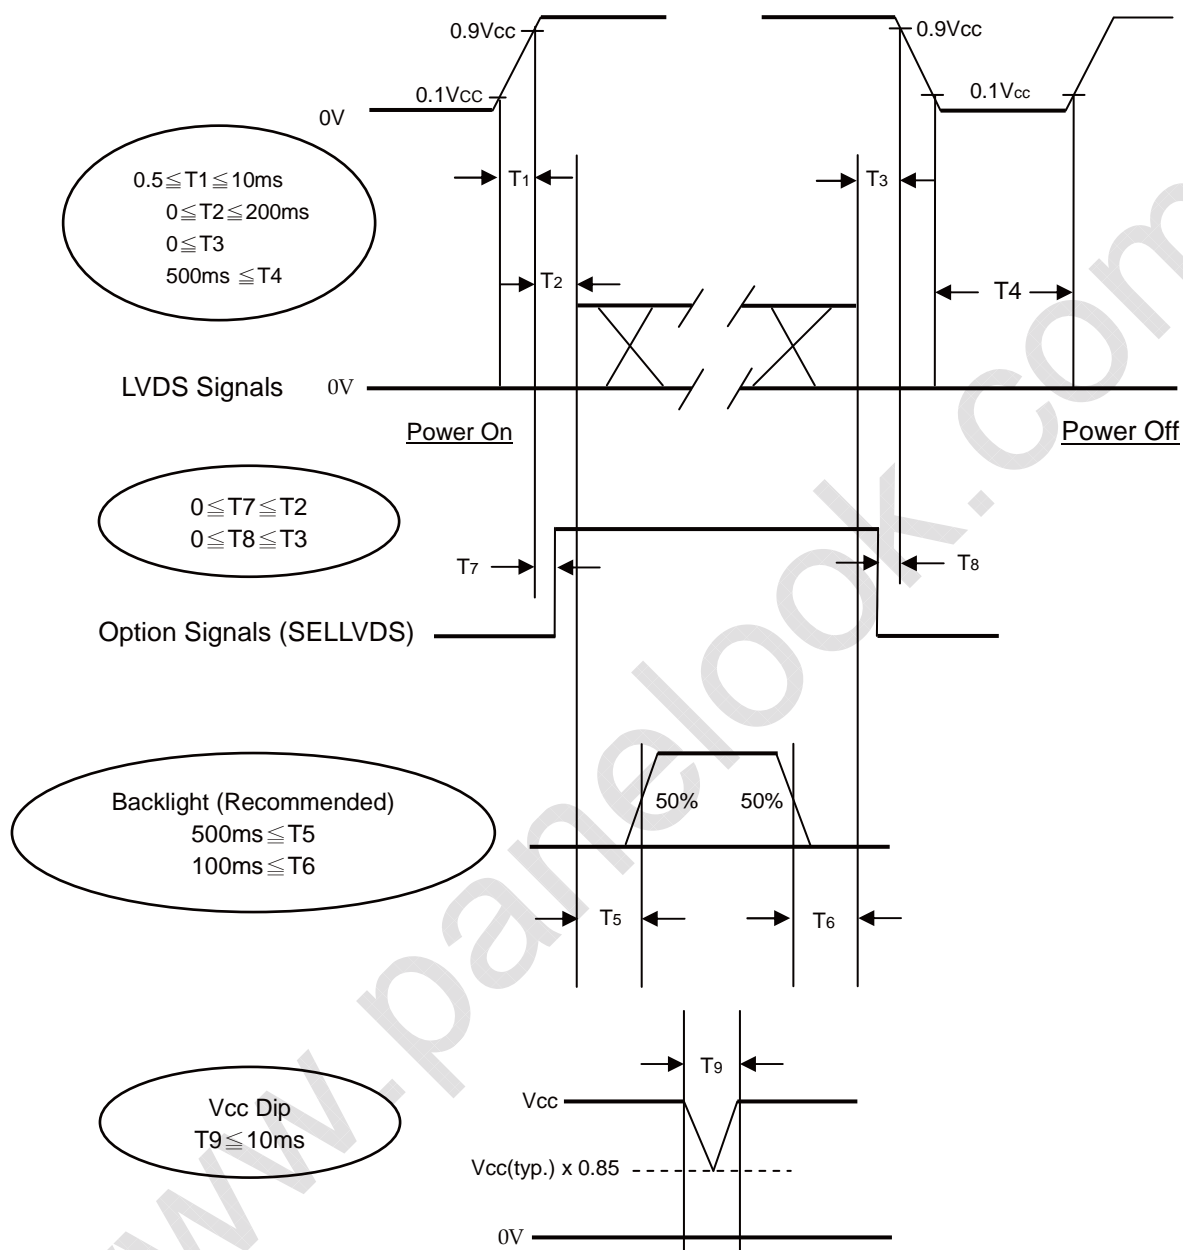 0.9Vcc
0.9Vcc
0.1VCC
0.1Vcc
0V
0.5≦T1≦10ms
0≦T2≦200ms
0≦T3
500ms ≦T4
T1
T3
T2
T4
LVDS Signals
0V
Power On
Power Off
0≦T7≦T2
0≦T8≦T3
T7
T8
Option Signals (SELLVDS)
Backlight (Recommended)
500ms≦T5
100ms≦T6
50%
50%
T5
T6
Vcc Dip
T9≦10ms
T9
Vcc
Vcc(typ.) x 0.85
0V
www.panelook.com